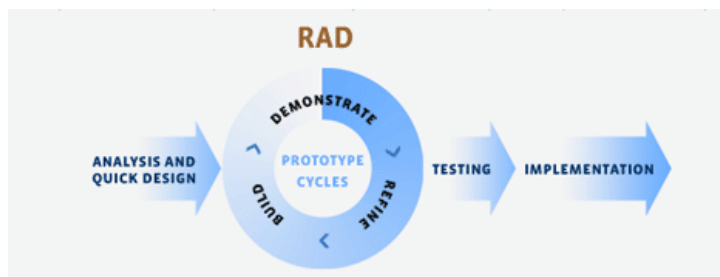 RAD
ANALYSIS AND
QUICK DESIGN
DEMONSTRATE
REFINE
BUILD
PROTOTYPE
CYCLES
TESTING
IMPLEMENTATION